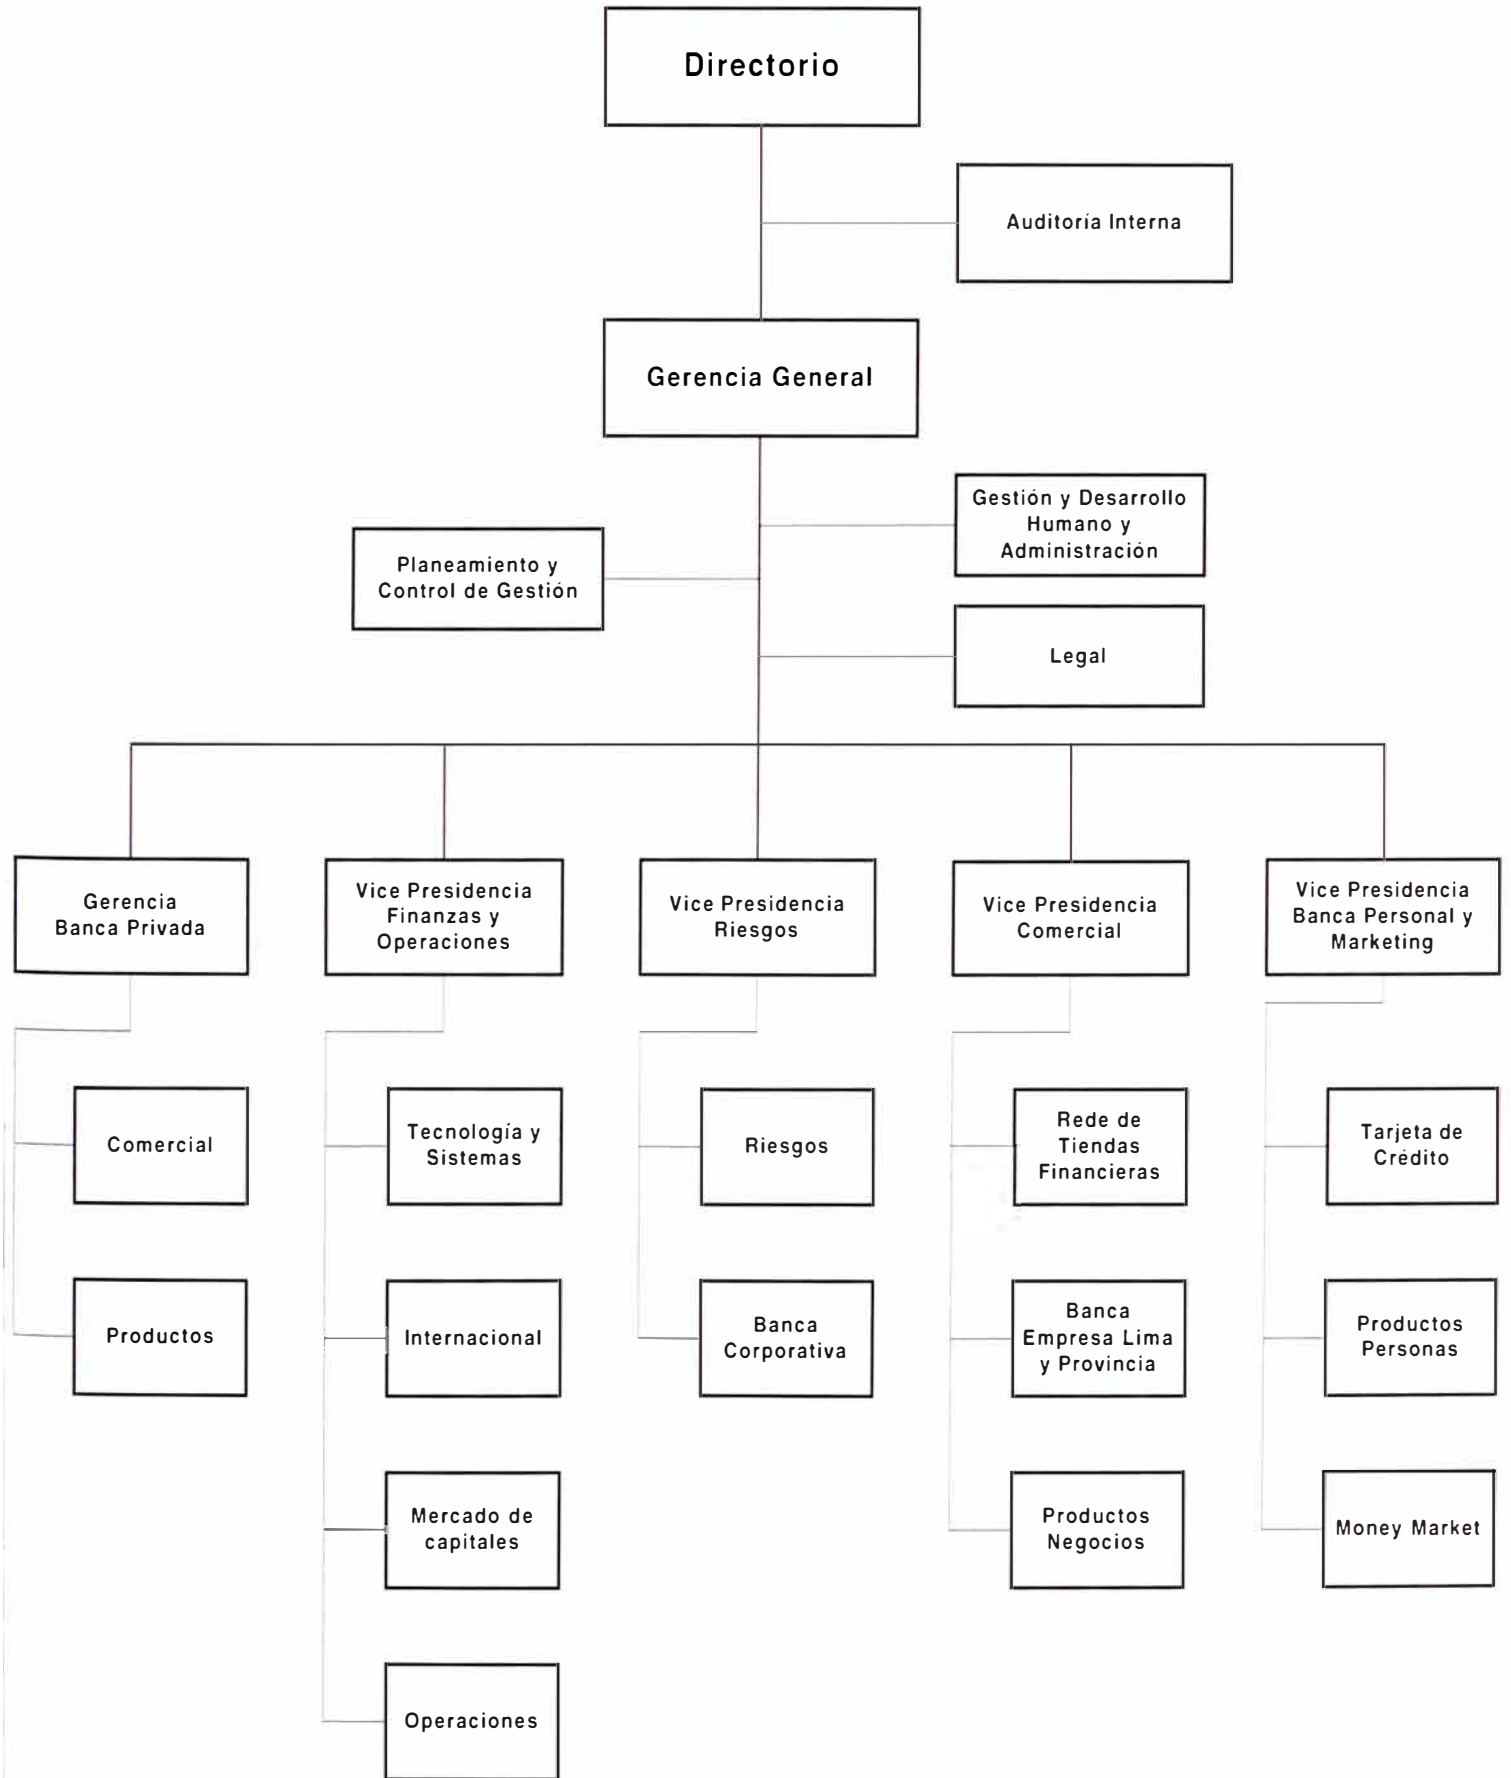 Directorio
Auditoría Interna
Gerencia General
Gestión y Desarrollo
Humano y
Administración
Planeamiento y
Control de Gestión
Legal
Gerencia
Banca Privada
Vice Presidencia
Finanzas y
Operaciones
Vice Presidencia
Riesgos
Vice Presidencia
Comercial
Vice Presidencia
Banca Personal y
Marketing
Comercial
Tecnología y
Sistemas
Riesgos
Rede de
Tiendas
Financieras
Tarjeta de
Crédito
Productos
Internacional
Banca
Corporativa
Banca
Empresa Lima
y Provincia
Productos
Personas
Mercado de
capitales
Productos
Negocios
Money Market
Operaciones